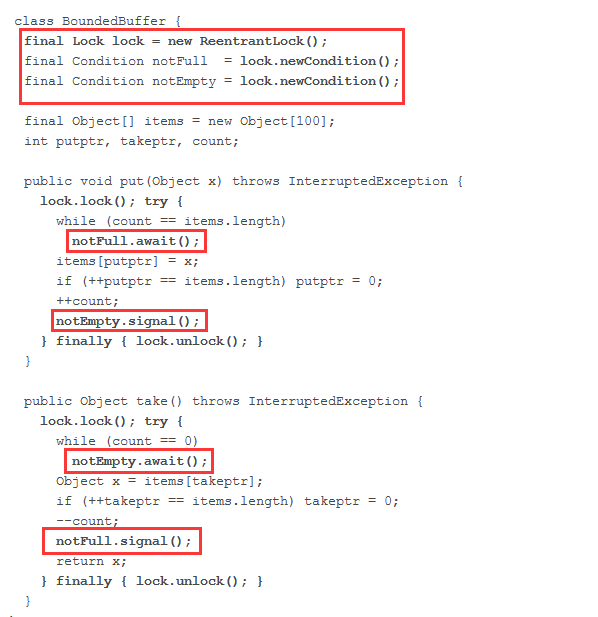 class BoundedBuffer {
final Lock lock = new ReentrantLock();
final Condition notFull  = lock.newCondition();
final Condition notEmpty = lock.newCondition();
final Object[] items = new Object[100];
int putptr, takeptr, count;
public void put(Object x) throws InterruptedException {
lock.lock(); try {
while (count == items.length)
notFull.await();
items[putptr] = x;
if (++putptr == items.length) putptr = 0;
++count;
notEmpty.signal();
} finally { lock.unlock(); }
}
public Object take() throws InterruptedException {
lock.lock(); try {
while (count == 0)
notEmpty.await();
Object x = items[takeptr];
if (++takeptr == items.length) takeptr = 0;
--count;
notFull.signal();
return x;
} finally { lock.unlock(); }
}